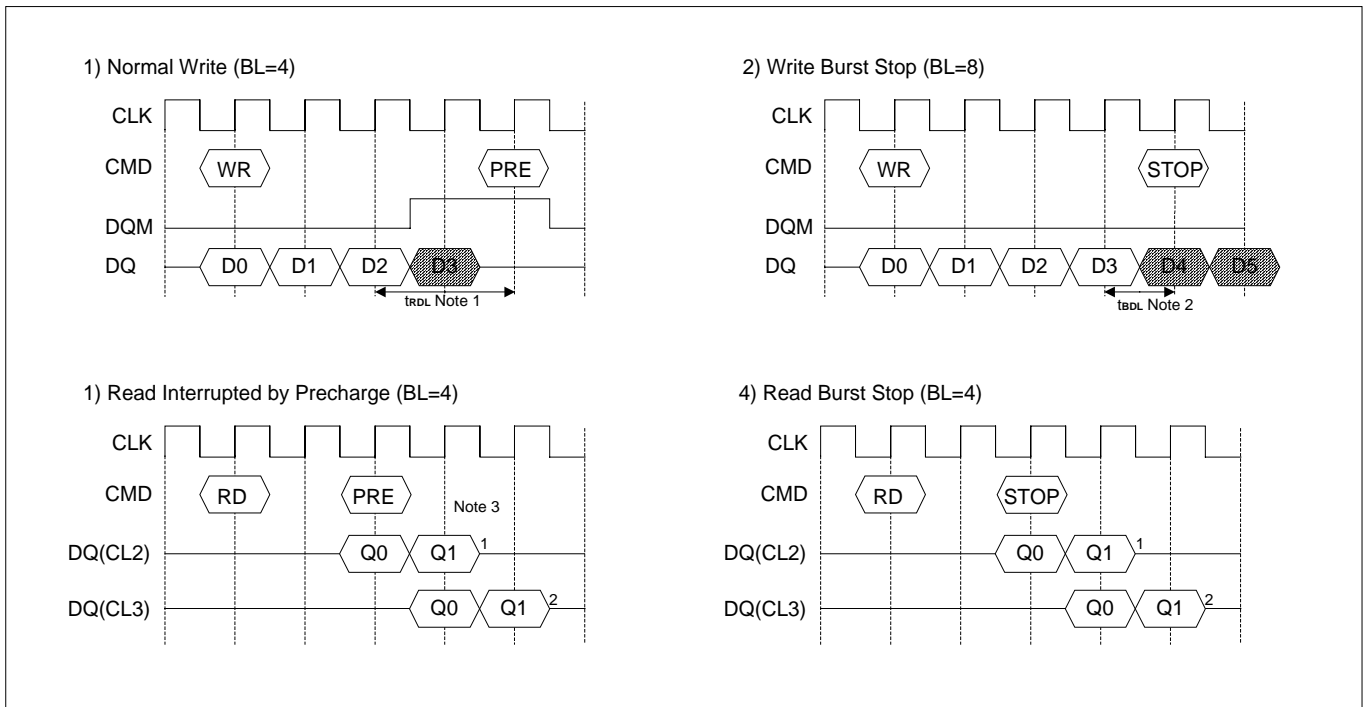 1) Normal Write (BL=4)
CLK
CMD WR PRE
DQM
DQ D0 D1 D2 D3
tRDL Note 1
2) Write Burst Stop (BL=8)
CLK
CMD WR STOP
DQM
DQ D0 D1 D2 D3 D4 D5
tBDL Note 2
1) Read Interrupted by Precharge (BL=4)
CLK
CMD RD PRE Note 3
DQ(CL2) Q0 Q1 1
DQ(CL3) Q0 Q1 2
4) Read Burst Stop (BL=4)
CLK
CMD RD STOP
DQ(CL2) Q0 Q1 1
DQ(CL3) Q0 Q1 2